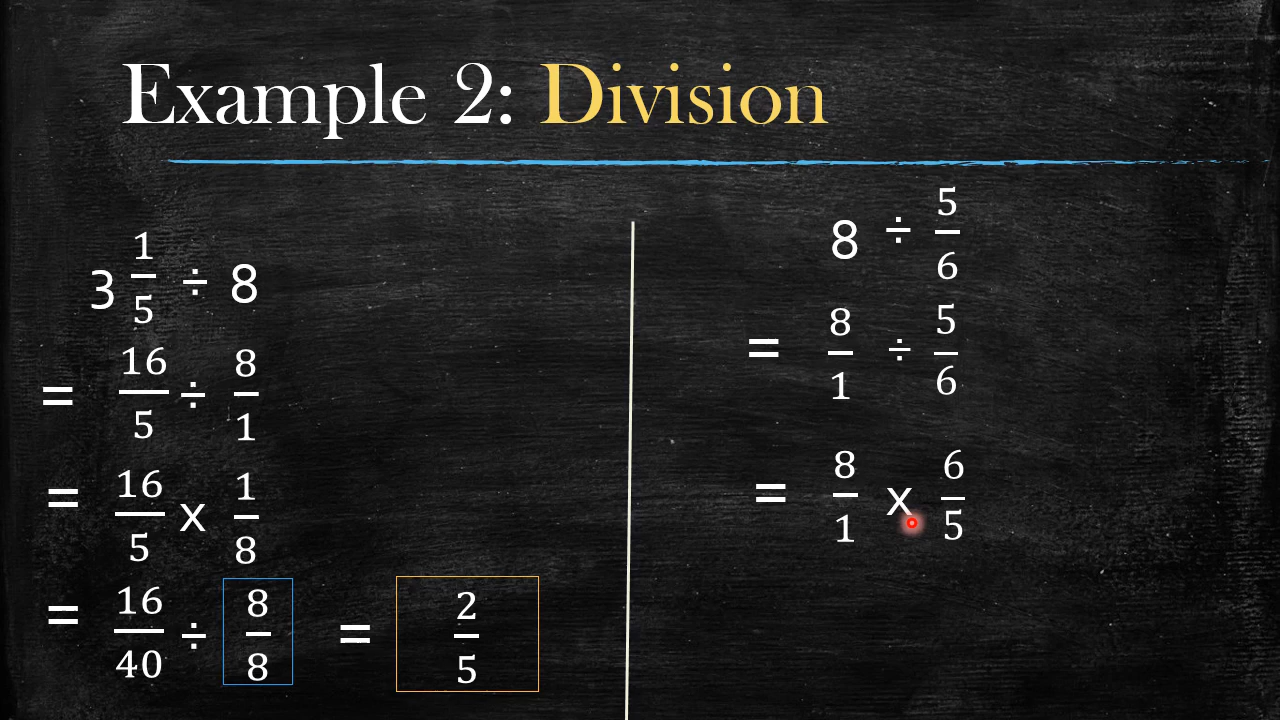 Example 2: Division
3 1/5 ÷ 8
= 16/5 ÷ 8/1
= 16/5 x 1/8
= 16/40 ÷ 8/8 = 2/5
8 ÷ 5/6
= 8/1 ÷ 5/6
= 8/1 x 6/5